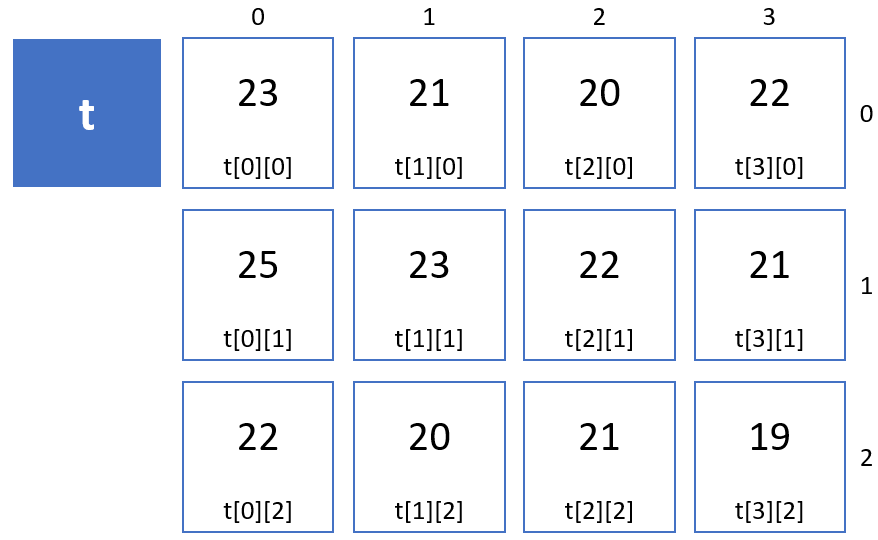 0 1 2 3
t 23 21 20 22 0
t[0][0] t[1][0] t[2][0] t[3][0]
25 23 22 21 1
t[0][1] t[1][1] t[2][1] t[3][1]
22 20 21 19 2
t[0][2] t[1][2] t[2][2] t[3][2]